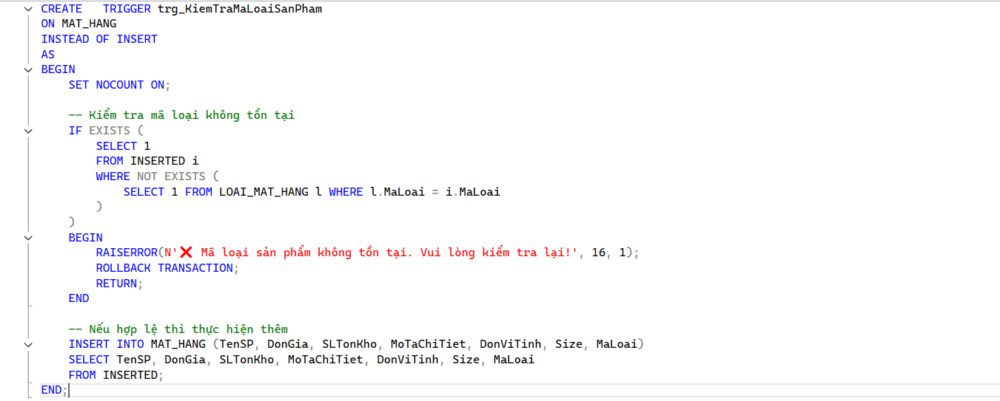 CREATE   TRIGGER trg_KiemTraMaLoaiSanPham
ON MAT_HANG
INSTEAD OF INSERT
AS
BEGIN
    SET NOCOUNT ON;

    -- Kiểm tra mã loại không tồn tại
    IF EXISTS (
        SELECT 1
        FROM INSERTED i
        WHERE NOT EXISTS (
            SELECT 1 FROM LOAI_MAT_HANG l WHERE l.MaLoai = i.MaLoai
        )
    )
    BEGIN
        RAISERROR(N'❌ Mã loại sản phẩm không tồn tại. Vui lòng kiểm tra lại!', 16, 1);
        ROLLBACK TRANSACTION;
        RETURN;
    END

    -- Nếu hợp lệ thì thực hiện thêm
    INSERT INTO MAT_HANG (TenSP, DonGia, SLTonKho, MoTaChiTiet, DonViTinh, Size, MaLoai)
    SELECT TenSP, DonGia, SLTonKho, MoTaChiTiet, DonViTinh, Size, MaLoai
    FROM INSERTED;
END;